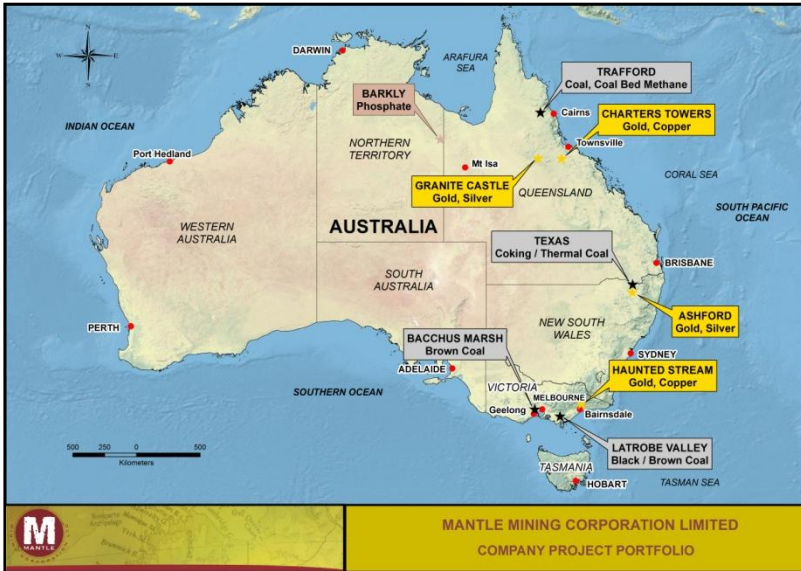 N
W
E
S
DARWIN
ARAFURA
SEA
TRAFFORD
Coal, Coal Bed Methane
BARKLY
Phosphate
Cairns
CHARTERS TOWERS
Gold, Copper
INDIAN OCEAN
Port Hedland
NORTHERN
TERRITORY
Mt Isa
Townsville
GRANITE CASTLE
Gold, Silver
QUEENSLAND
CORAL SEA
SOUTH PACIFIC
OCEAN
WESTERN
AUSTRALIA
AUSTRALIA
TEXAS
Coking / Thermal Coal
BRISBANE
SOUTH
AUSTRALIA
PERTH
NEW SOUTH
WALES
ASHFORD
Gold, Silver
BACCHUS MARSH
Brown Coal
SYDNEY
ADELAIDE
HAUNTED STREAM
Gold, Copper
SOUTHERN OCEAN
VICTORIA
MELBOURNE
Geelong
Bairnsdale
LATROBE VALLEY
Black / Brown Coal
500 0 500
Kilometers
TASMANIA
HOBART
TASMAN SEA
M
MANTLE
MANTLE MINING CORPORATION LIMITED
COMPANY PROJECT PORTFOLIO